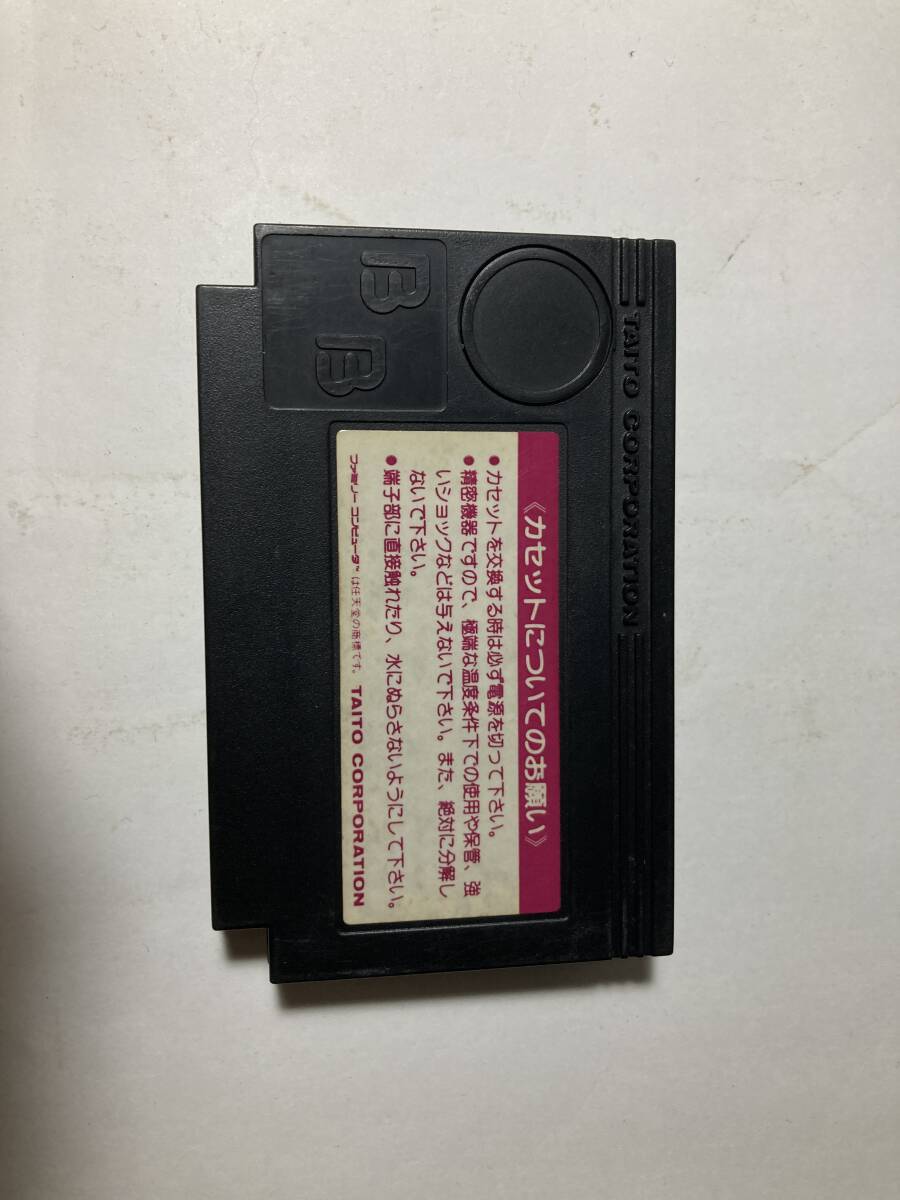 TAITO CORPORATION
BB
《カセットについてのお願い》
● カセットを交換する時は必ず電源を切って下さい。
● 精密機器ですので、極端な温度条件下での使用や保管、強
いショックなどは与えないで下さい。また、絶対に分解し
ないで下さい。
● 端子部に直接触れたり、水にぬらさないようにして下さい。
ファミリーコンピュータ™は任天堂の商標です。 TAITO CORPORATION